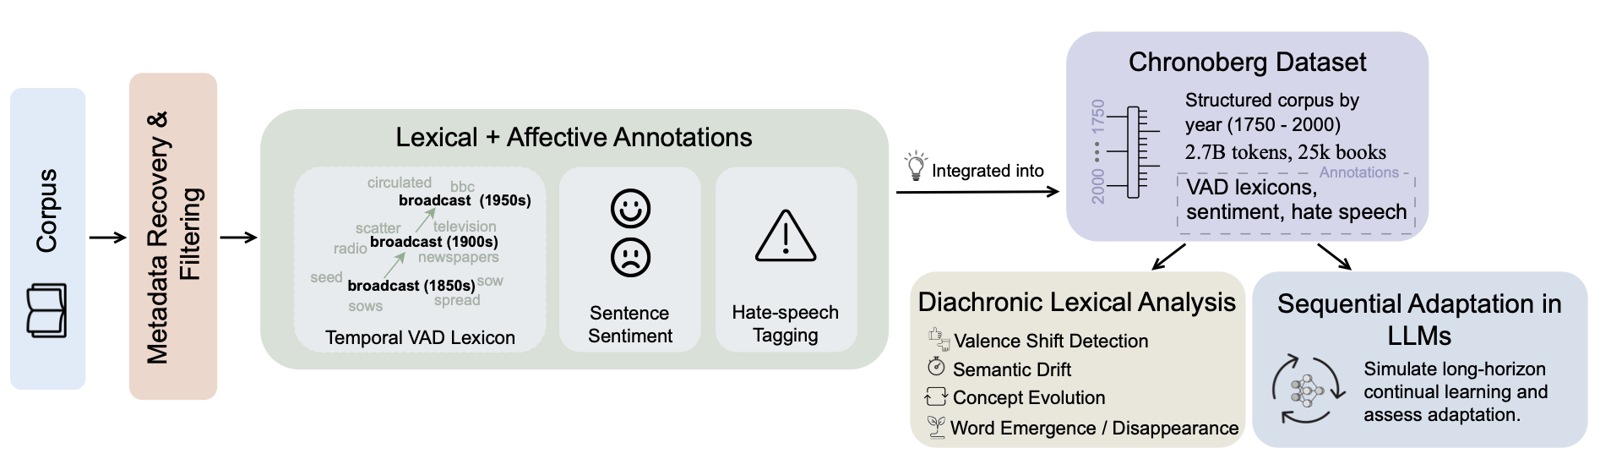 Corpus
Metadata Recovery &
Filtering
Lexical + Affective Annotations
circulated
bbc
broadcast (1950s)
scatter
television
radio
broadcast (1900s)
newspapers
seed
broadcast (1850s)
sow
sows
spread
Temporal VAD Lexicon
Sentence
Sentiment
Hate-speech
Tagging
Integrated into
Chronoberg Dataset
2000 •••• 1750
Structured corpus by
year (1750 - 2000)
2.7B tokens, 25k books
Annotations
VAD lexicons,
sentiment, hate speech
Diachronic Lexical Analysis
Valence Shift Detection
Semantic Drift
Concept Evolution
Word Emergence / Disappearance
Sequential Adaptation in
LLMs
Simulate long-horizon
continual learning and
assess adaptation.